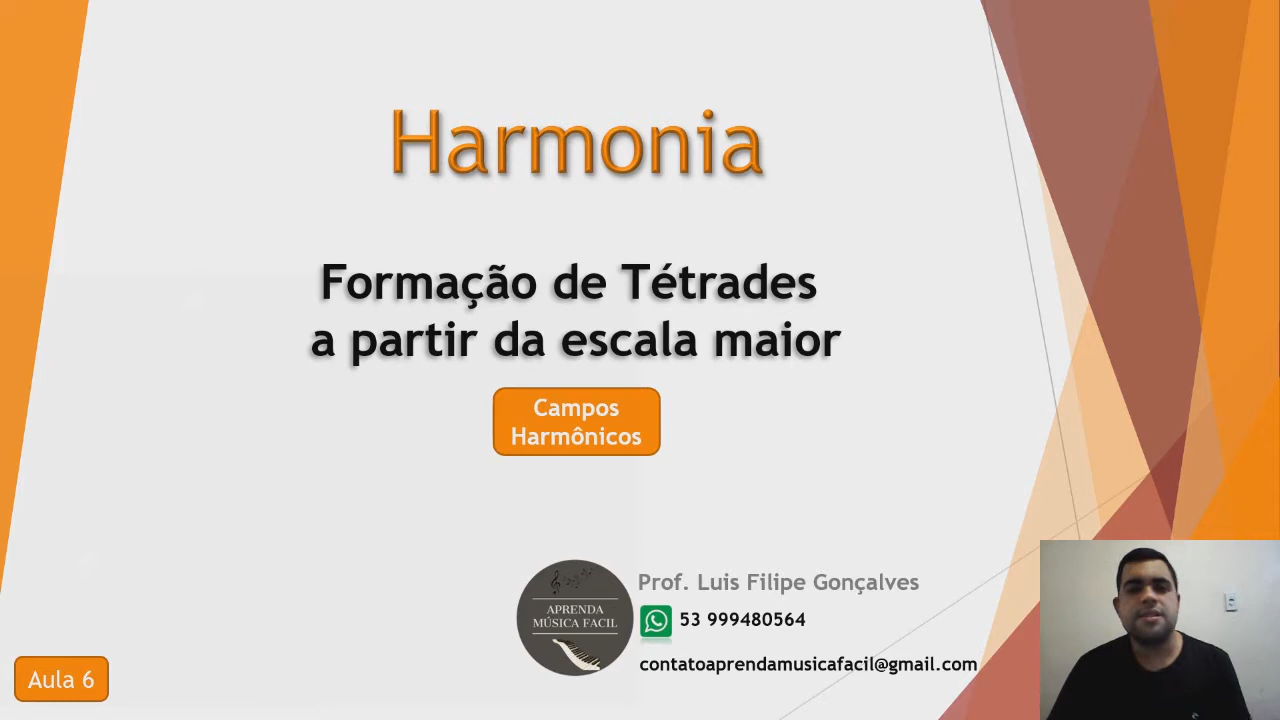 Harmonia
Formação de Tétrades
a partir da escala maior
Campos
Harmônicos
APRENDA
MÚSICA FACIL
Prof. Luis Filipe Gonçalves
53 999480564
contatoaprendamusicafacil@gmail.com
Aula 6